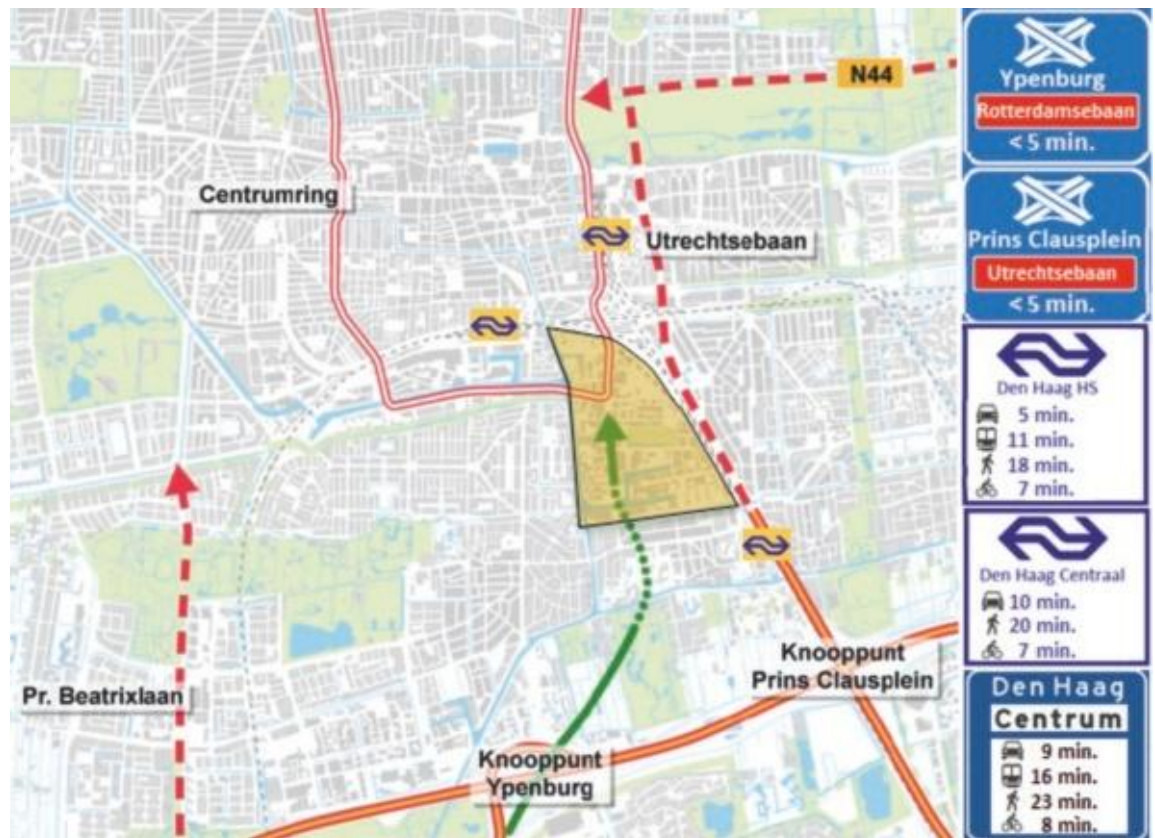 N44
Centrumring
Utrechtsebaan
Pr. Beatrixlaan
Knooppunt
Prins Clausplein
Knooppunt
Ypenburg
Ypenburg
Rotterdamsebaan
< 5 min.
Prins Clausplein
Utrechtsebaan
< 5 min.
Den Haag HS
5 min.
11 min.
18 min.
7 min.
Den Haag Centraal
10 min.
20 min.
7 min.
Den Haag
Centrum
9 min.
16 min.
23 min.
8 min.